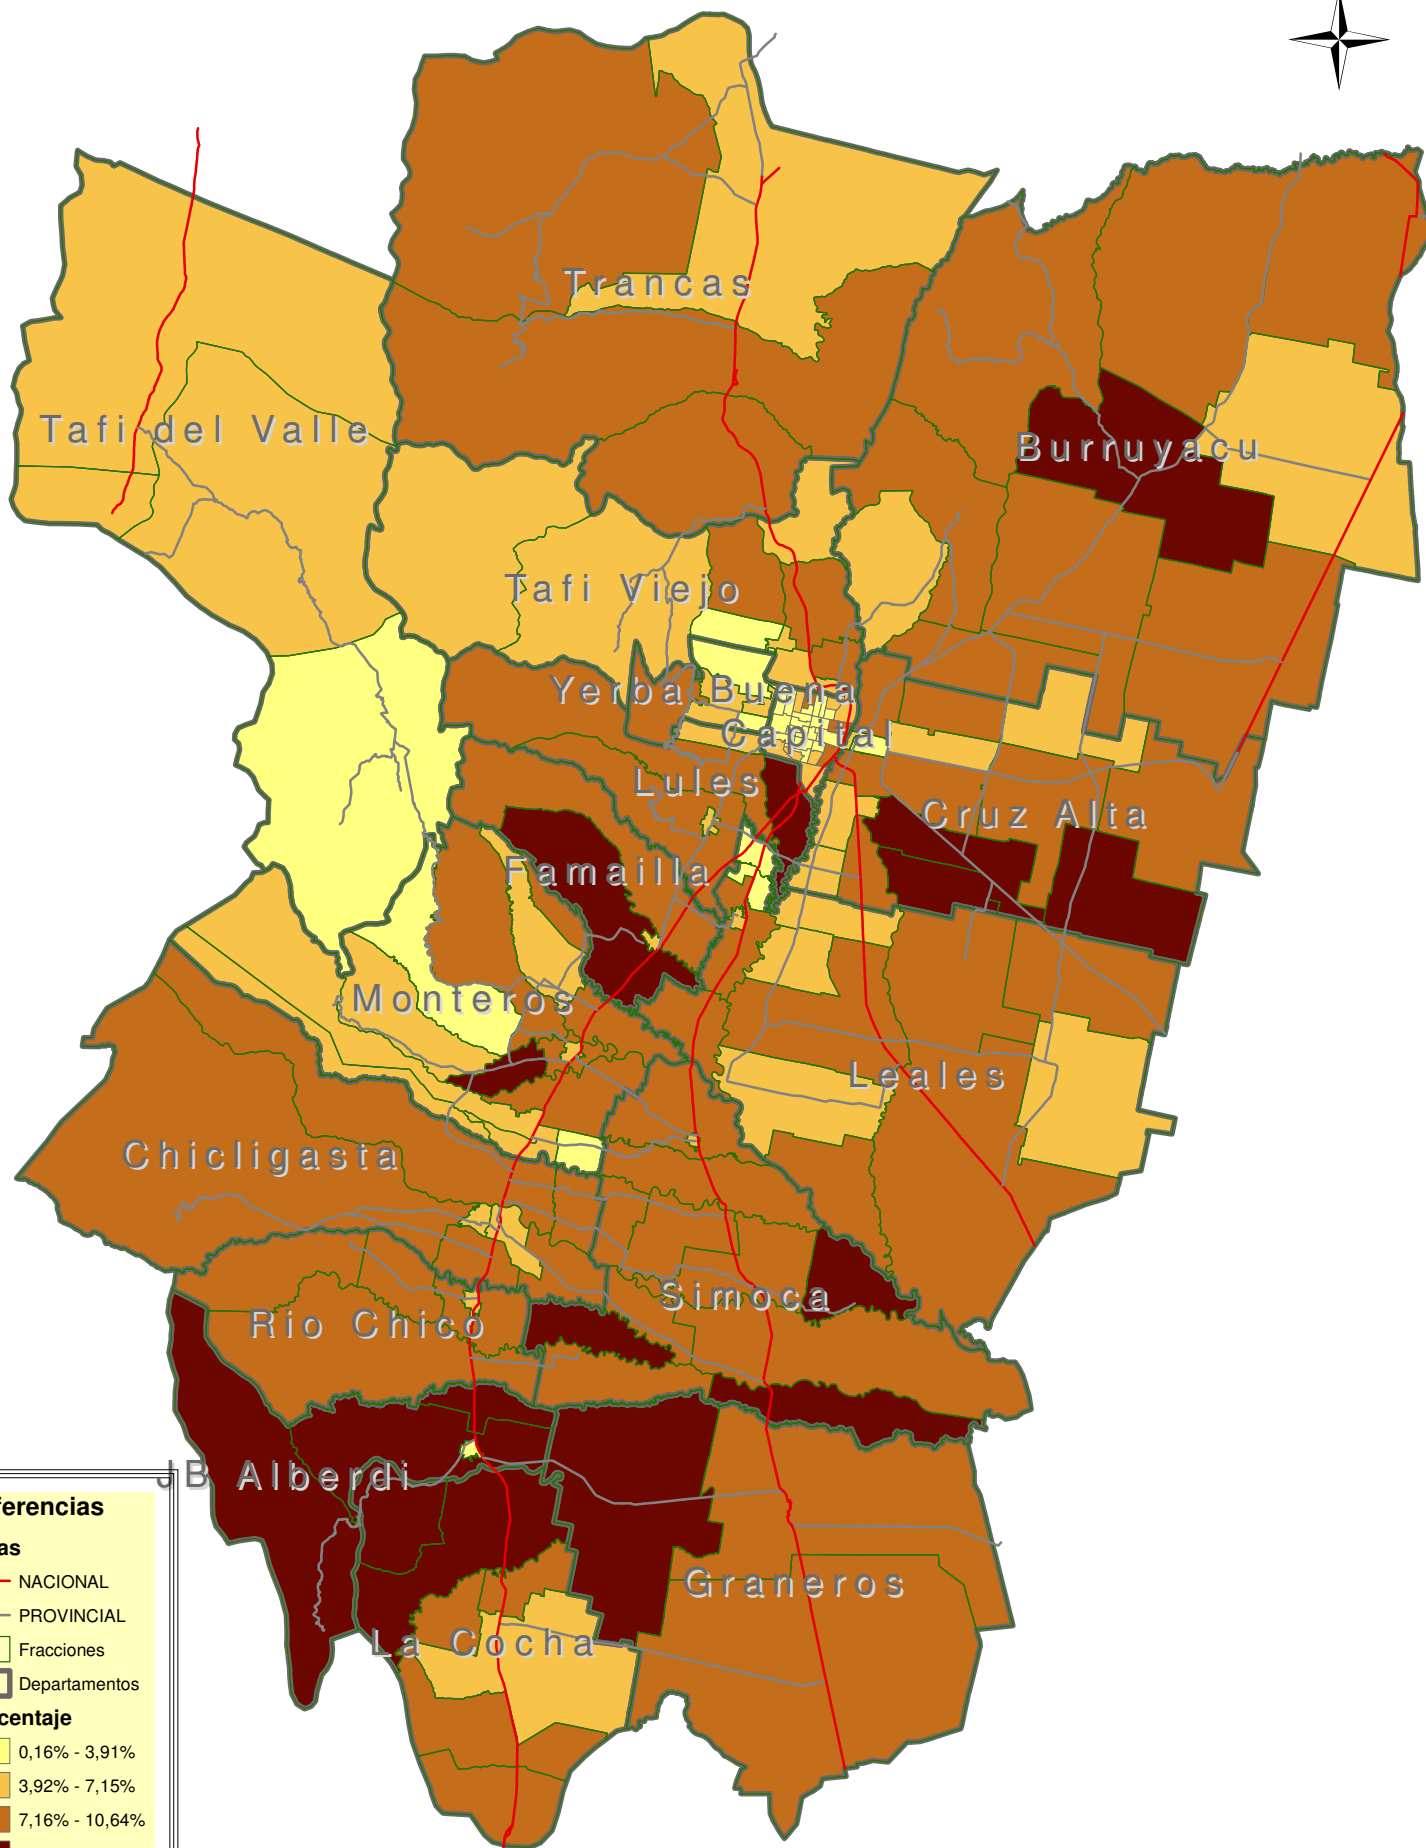 Trancas
Tafi del Valle
Burruyacu
Tafi Viejo
Yerba Buena
Capital
Lules
Cruz Alta
Famailla
Monteros
Leales
Chicligasta
Simoca
Rio Chico
JB Alberdi
Graneros
La Cocha
ferencias
as
NACIONAL
PROVINCIAL
Fracciones
Departamentos
centaje
0,16% - 3,91%
3,92% - 7,15%
7,16% - 10,64%